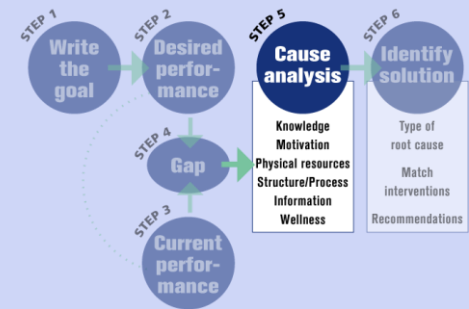 STEP 1
Write
the
goal
STEP 2
Desired
perfor-
mance
STEP 4
Gap
STEP 3
Current
perfor-
mance
STEP 5
Cause
analysis
Knowledge
Motivation
Physical resources
Structure/Process
Information
Wellness
STEP 6
Identify
solution
Type of
root cause
Match
interventions
Recommendations